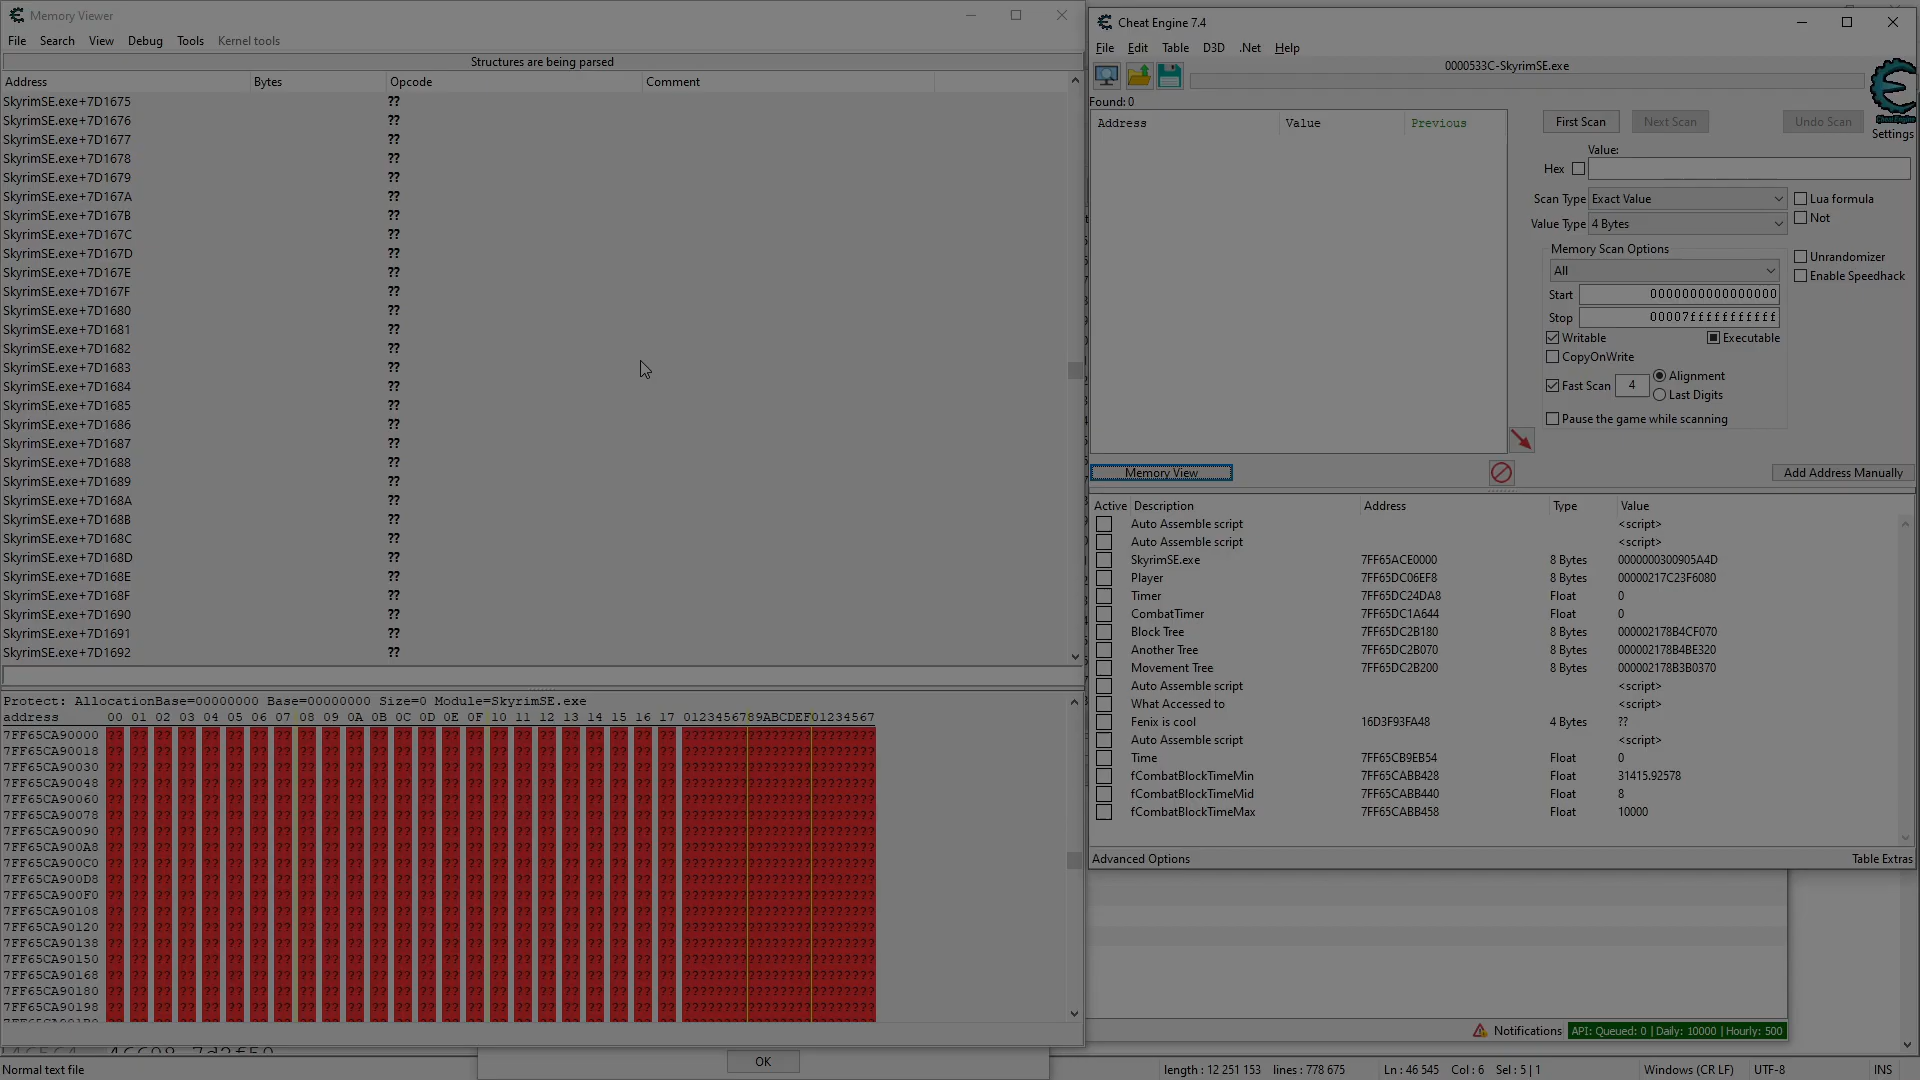 Memory Viewer
File Search View Debug Tools Kernel tools
Structures are being parsed
Address Bytes Opcode Comment
SkyrimSE.exe+7D1675 ??
SkyrimSE.exe+7D1676 ??
SkyrimSE.exe+7D1677 ??
SkyrimSE.exe+7D1678 ??
SkyrimSE.exe+7D1679 ??
SkyrimSE.exe+7D167A ??
SkyrimSE.exe+7D167B ??
SkyrimSE.exe+7D167C ??
SkyrimSE.exe+7D167D ??
SkyrimSE.exe+7D167E ??
SkyrimSE.exe+7D167F ??
SkyrimSE.exe+7D1680 ??
SkyrimSE.exe+7D1681 ??
SkyrimSE.exe+7D1682 ??
SkyrimSE.exe+7D1683 ??
SkyrimSE.exe+7D1684 ??
SkyrimSE.exe+7D1685 ??
SkyrimSE.exe+7D1686 ??
SkyrimSE.exe+7D1687 ??
SkyrimSE.exe+7D1688 ??
SkyrimSE.exe+7D1689 ??
SkyrimSE.exe+7D168A ??
SkyrimSE.exe+7D168B ??
SkyrimSE.exe+7D168C ??
SkyrimSE.exe+7D168D ??
SkyrimSE.exe+7D168E ??
SkyrimSE.exe+7D168F ??
SkyrimSE.exe+7D1690 ??
SkyrimSE.exe+7D1691 ??
SkyrimSE.exe+7D1692 ??
Protect: AllocationBase=00000000 Base=00000000 Size=0 Module=SkyrimSE.exe
address 00 01 02 03 04 05 06 07 08 09 0A 0B 0C 0D 0E 0F 10 11 12 13 14 15 16 17 0123456789ABCDEF01234567
7FF65CA90000 ?? ?? ?? ?? ?? ?? ?? ?? ?? ?? ?? ?? ?? ?? ?? ?? ?? ?? ?? ?? ?? ?? ?? ?? ????????????????????????
7FF65CA90018 ?? ?? ?? ?? ?? ?? ?? ?? ?? ?? ?? ?? ?? ?? ?? ?? ?? ?? ?? ?? ?? ?? ?? ?? ????????????????????????
7FF65CA90030 ?? ?? ?? ?? ?? ?? ?? ?? ?? ?? ?? ?? ?? ?? ?? ?? ?? ?? ?? ?? ?? ?? ?? ?? ????????????????????????
7FF65CA90048 ?? ?? ?? ?? ?? ?? ?? ?? ?? ?? ?? ?? ?? ?? ?? ?? ?? ?? ?? ?? ?? ?? ?? ?? ????????????????????????
7FF65CA90060 ?? ?? ?? ?? ?? ?? ?? ?? ?? ?? ?? ?? ?? ?? ?? ?? ?? ?? ?? ?? ?? ?? ?? ?? ????????????????????????
7FF65CA90078 ?? ?? ?? ?? ?? ?? ?? ?? ?? ?? ?? ?? ?? ?? ?? ?? ?? ?? ?? ?? ?? ?? ?? ?? ????????????????????????
7FF65CA90090 ?? ?? ?? ?? ?? ?? ?? ?? ?? ?? ?? ?? ?? ?? ?? ?? ?? ?? ?? ?? ?? ?? ?? ?? ????????????????????????
7FF65CA900A8 ?? ?? ?? ?? ?? ?? ?? ?? ?? ?? ?? ?? ?? ?? ?? ?? ?? ?? ?? ?? ?? ?? ?? ?? ????????????????????????
7FF65CA900C0 ?? ?? ?? ?? ?? ?? ?? ?? ?? ?? ?? ?? ?? ?? ?? ?? ?? ?? ?? ?? ?? ?? ?? ?? ????????????????????????
7FF65CA900D8 ?? ?? ?? ?? ?? ?? ?? ?? ?? ?? ?? ?? ?? ?? ?? ?? ?? ?? ?? ?? ?? ?? ?? ?? ????????????????????????
7FF65CA900F0 ?? ?? ?? ?? ?? ?? ?? ?? ?? ?? ?? ?? ?? ?? ?? ?? ?? ?? ?? ?? ?? ?? ?? ?? ????????????????????????
7FF65CA90108 ?? ?? ?? ?? ?? ?? ?? ?? ?? ?? ?? ?? ?? ?? ?? ?? ?? ?? ?? ?? ?? ?? ?? ?? ????????????????????????
7FF65CA90120 ?? ?? ?? ?? ?? ?? ?? ?? ?? ?? ?? ?? ?? ?? ?? ?? ?? ?? ?? ?? ?? ?? ?? ?? ????????????????????????
7FF65CA90138 ?? ?? ?? ?? ?? ?? ?? ?? ?? ?? ?? ?? ?? ?? ?? ?? ?? ?? ?? ?? ?? ?? ?? ?? ????????????????????????
7FF65CA90150 ?? ?? ?? ?? ?? ?? ?? ?? ?? ?? ?? ?? ?? ?? ?? ?? ?? ?? ?? ?? ?? ?? ?? ?? ????????????????????????
7FF65CA90168 ?? ?? ?? ?? ?? ?? ?? ?? ?? ?? ?? ?? ?? ?? ?? ?? ?? ?? ?? ?? ?? ?? ?? ?? ????????????????????????
7FF65CA90180 ?? ?? ?? ?? ?? ?? ?? ?? ?? ?? ?? ?? ?? ?? ?? ?? ?? ?? ?? ?? ?? ?? ?? ?? ????????????????????????
7FF65CA90198 ?? ?? ?? ?? ?? ?? ?? ?? ?? ?? ?? ?? ?? ?? ?? ?? ?? ?? ?? ?? ?? ?? ?? ?? ????????????????????????
Cheat Engine 7.4
File Edit Table D3D .Net Help
0000533C-SkyrimSE.exe
Found: 0
Address Value Previous
First Scan Next Scan Undo Scan
Settings
Value:
Hex
Scan Type Exact Value
Lua formula
Not
Value Type 4 Bytes
Memory Scan Options
All
Unrandomizer
Enable Speedhack
Start 0000000000000000
Stop 00007fffffffffff
Writable Executable
CopyOnWrite
Fast Scan 4 Alignment
Last Digits
Pause the game while scanning
Memory View Add Address Manually
Active Description Address Type Value
Auto Assemble script <script>
Auto Assemble script <script>
SkyrimSE.exe 7FF65ACE0000 8 Bytes 0000000300905A4D
Player 7FF65DC06EF8 8 Bytes 00000217C23F6080
Timer 7FF65DC24DA8 Float 0
CombatTimer 7FF65DC1A644 Float 0
Block Tree 7FF65DC2B180 8 Bytes 000002178B4CF070
Another Tree 7FF65DC2B070 8 Bytes 000002178B4BE320
Movement Tree 7FF65DC2B200 8 Bytes 000002178B3B0370
Auto Assemble script <script>
What Accessed to <script>
Fenix is cool 16D3F93FA48 4 Bytes ??
Auto Assemble script <script>
Time 7FF65CB9EB54 Float 0
fCombatBlockTimeMin 7FF65CABB428 Float 31415.92578
fCombatBlockTimeMid 7FF65CABB440 Float 8
fCombatBlockTimeMax 7FF65CABB458 Float 10000
Advanced Options Table Extras
Notifications API: Queued: 0 | Daily: 10000 | Hourly: 500
OK
Normal text file length : 12 251 153 lines : 778 675 Ln : 46 545 Col : 6 Sel : 5 | 1 Windows (CR LF) UTF-8 INS